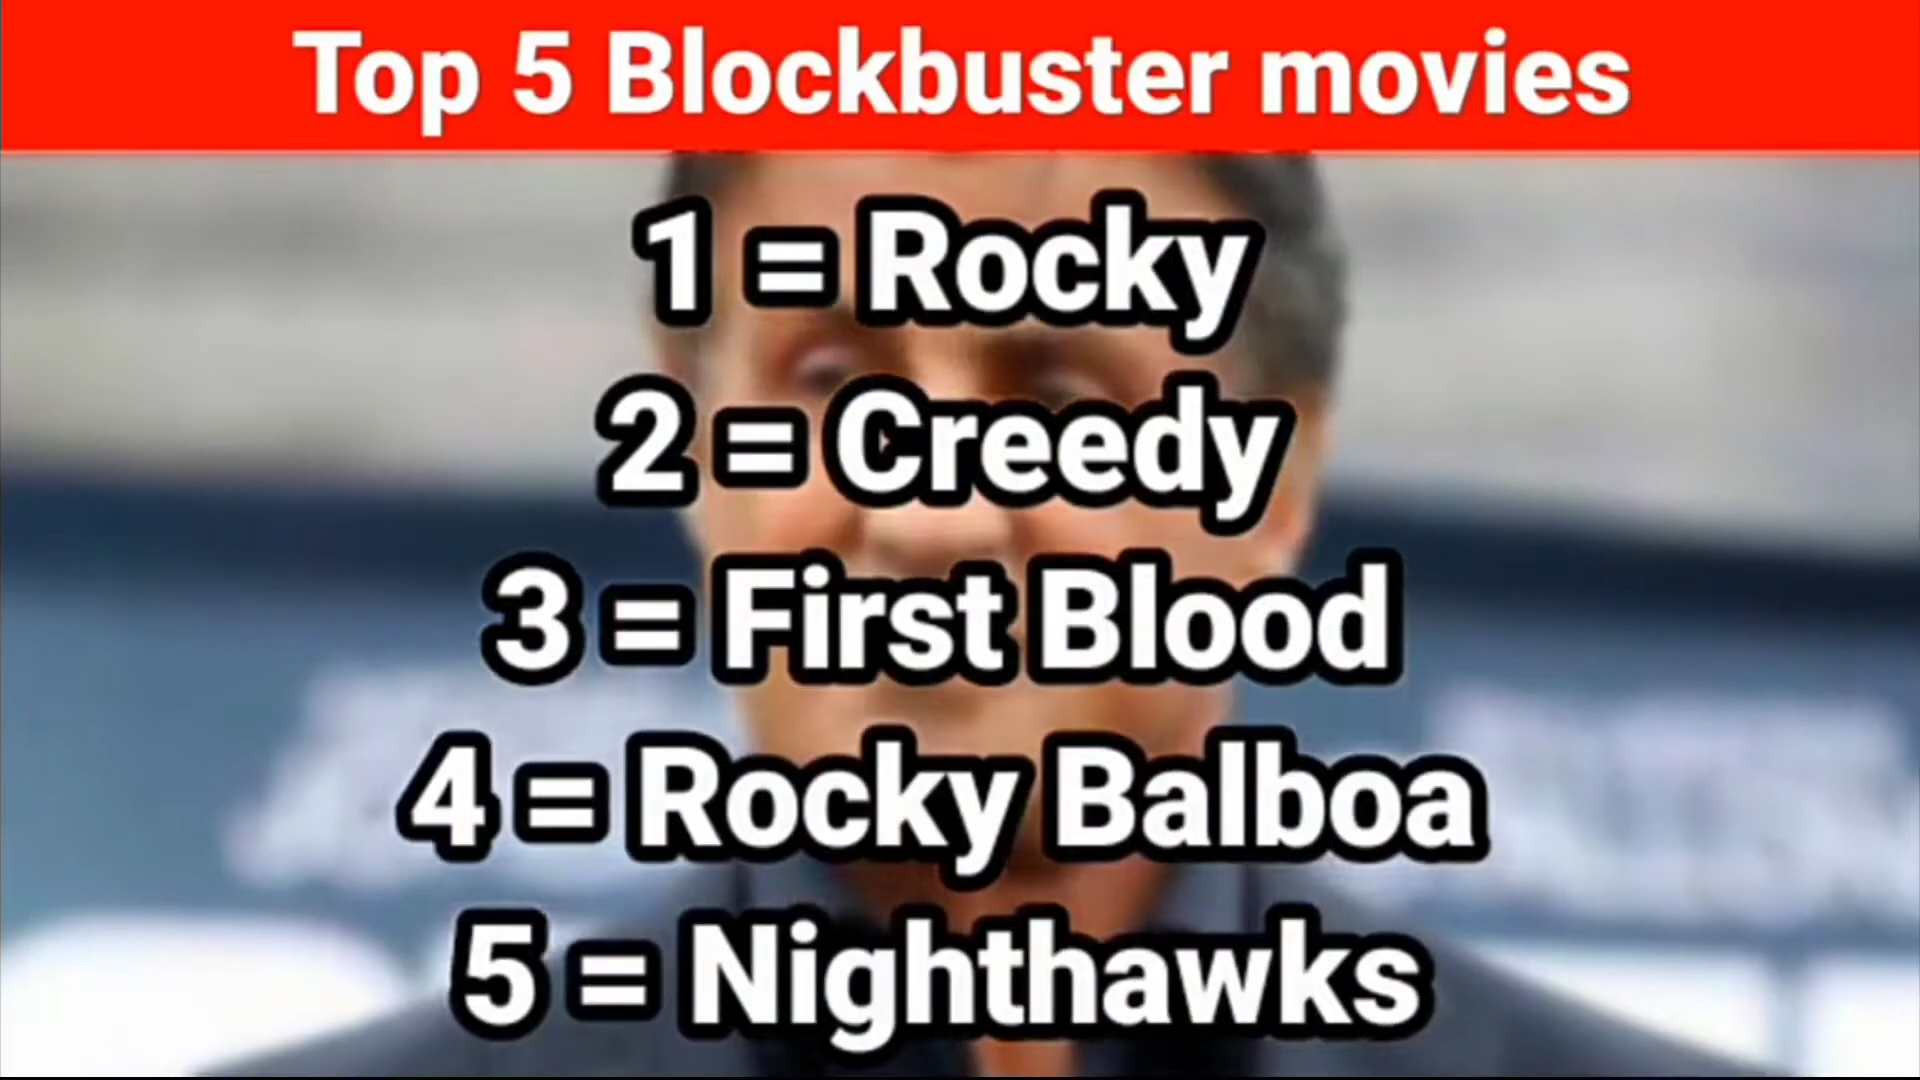 Top 5 Blockbuster movies
1 = Rocky
2 = Creedy
3 = First Blood
4 = Rocky Balboa
5 = Nighthawks